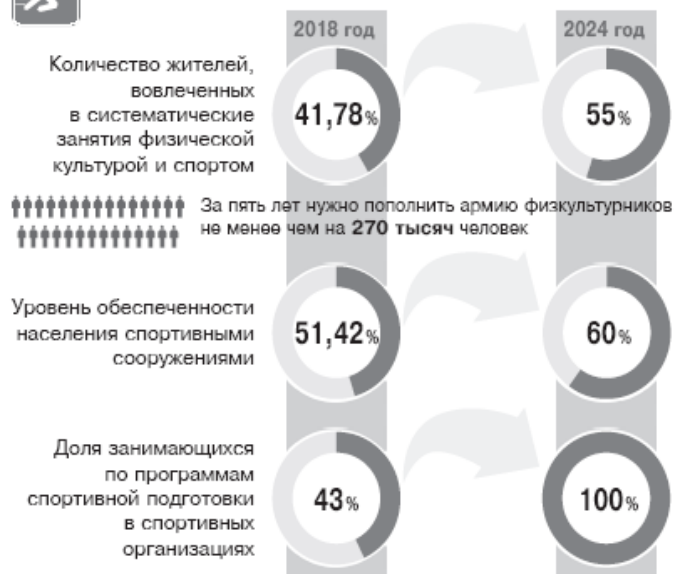 2018 год
2024 год
Количество жителей,
вовлеченных
в систематические
занятия физической
культурой и спортом
41,78%
55%
За пять лет нужно пополнить армию физкультурников
не менее чем на 270 тысяч человек
Уровень обеспеченности
населения спортивными
сооружениями
51,42%
60%
Доля занимающихся
по программам
спортивной подготовки
в спортивных
организациях
43%
100%